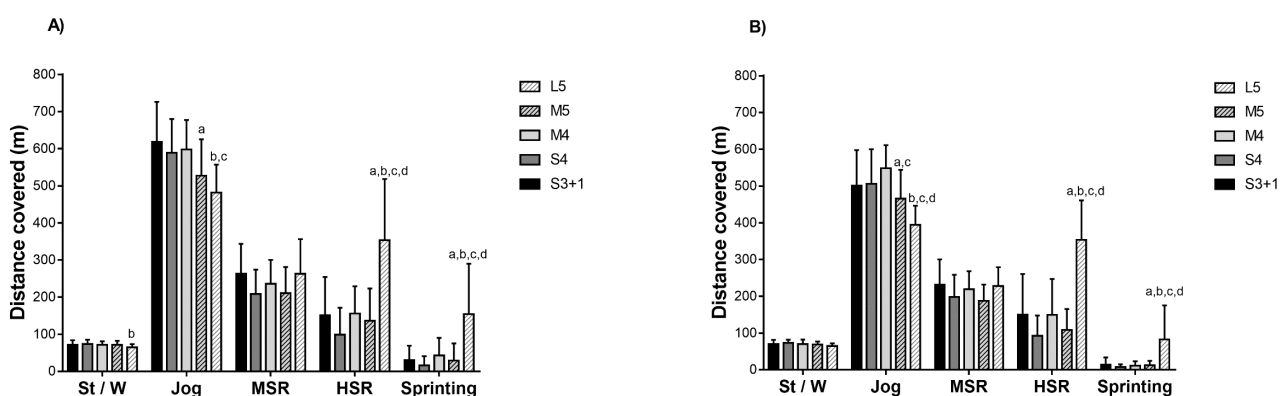 A)
Distance covered (m)
800
700
600
500
400
300
200
100
0
a
b,c
a,b,c,d
a,b,c,d
b
St / W
Jog
MSR
HSR
Sprinting
L5
M5
M4
S4
S3+1
B)
Distance covered (m)
800
700
600
500
400
300
200
100
0
a,c
b,c,d
a,b,c,d
a,b,c,d
St / W
Jog
MSR
HSR
Sprinting
L5
M5
M4
S4
S3+1